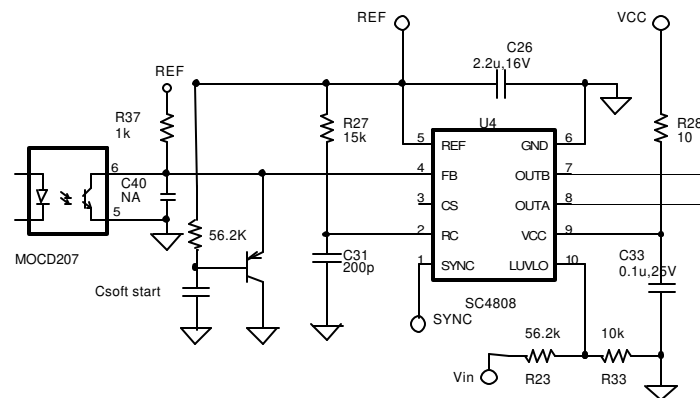 REF
VCC
C26
2.2u,16V
REF
R37
1k
R27
15k
U4
R28
10
5
REF
GND
6
6
4
FB
OUTB
7
C40
NA
3
CS
OUTA
8
5
56.2K
2
RC
VCC
9
MOCD207
C31
200p
1
SYNC
LUVLO
10
C33
0.1u,25V
Csoft start
SC4808
SYNC
56.2k
10k
Vin
R23
R33